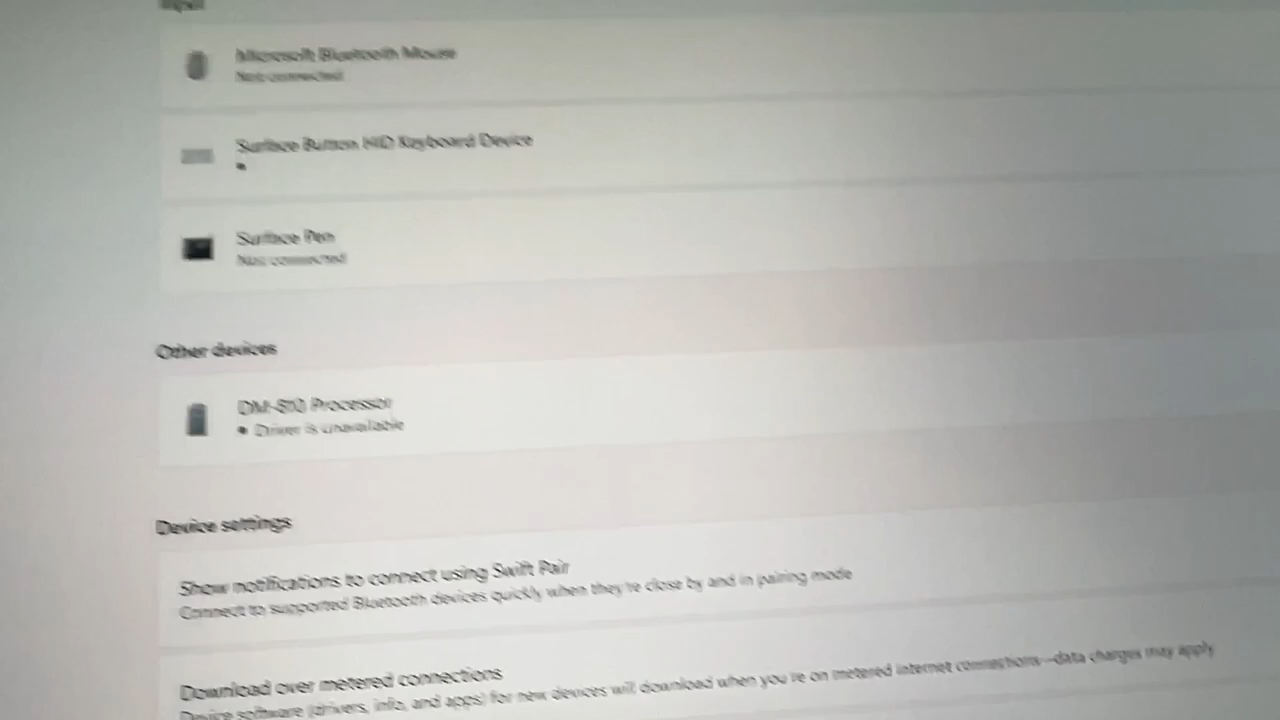 Input
Microsoft Bluetooth Mouse
Not connected
Surface Button HID Keyboard Device
Surface Pen
Not connected
Other devices
DM-810 Processor
• Driver is unavailable
Device settings
Show notifications to connect using Swift Pair
Connect to supported Bluetooth devices quickly when they're close by and in pairing mode
Download over metered connections
Device software (drivers, info, and apps) for new devices will download when you're on metered internet connections—data charges may apply